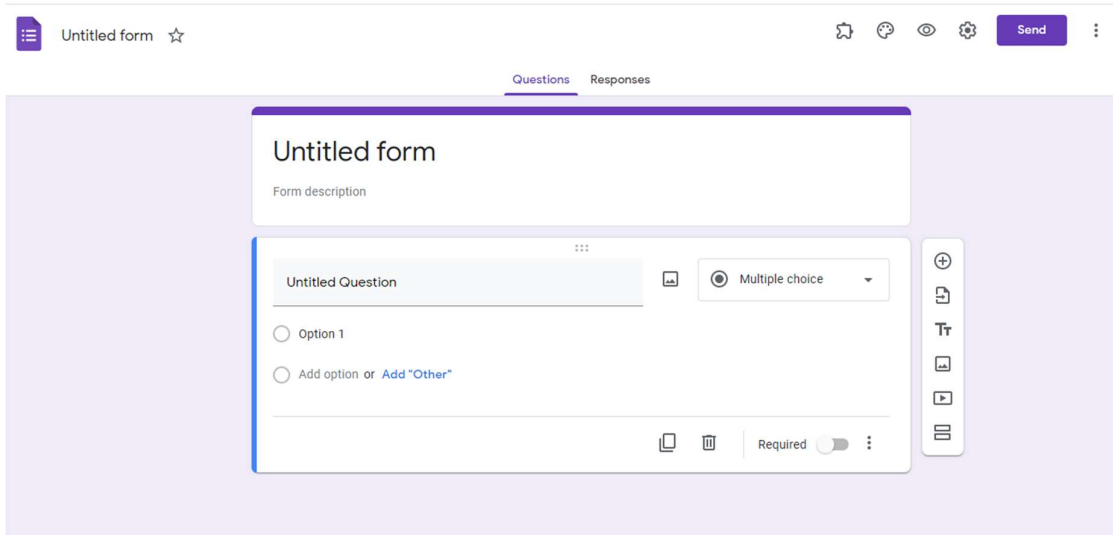 Untitled form
Send
Questions Responses
Untitled form
Form description
Untitled Question
Multiple choice
Option 1
Add option or Add "Other"
TT
Required